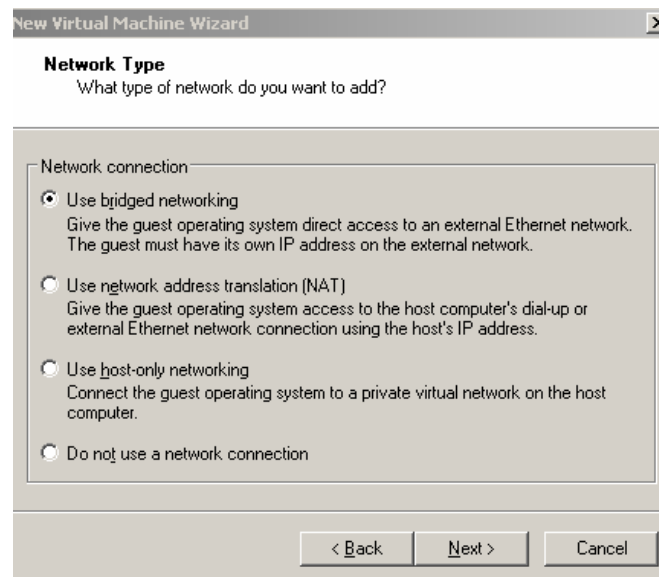 New Virtual Machine Wizard
Network Type
What type of network do you want to add?
Network connection
Use bridged networking
Give the guest operating system direct access to an external Ethernet network.
The guest must have its own IP address on the external network.
Use network address translation (NAT)
Give the guest operating system access to the host computer's dial-up or
external Ethernet network connection using the host's IP address.
Use host-only networking
Connect the guest operating system to a private virtual network on the host
computer.
Do not use a network connection
< Back
Next >
Cancel